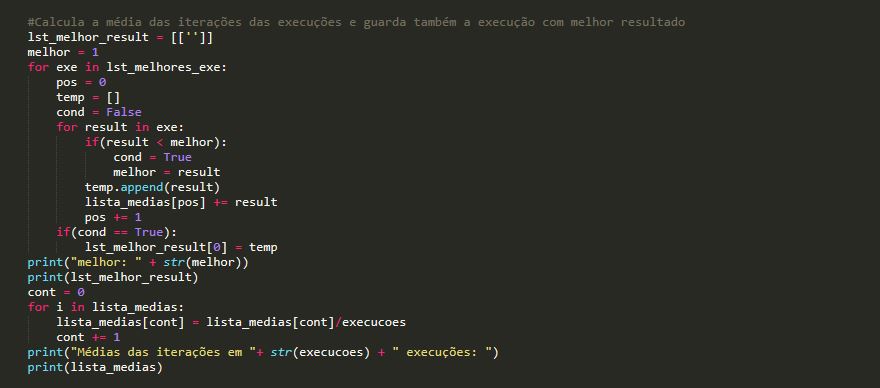 #Calcula a média das iterações das execuções e guarda também a execução com melhor resultado
lst_melhor_result = [['']]
melhor = 1
for exe in lst_melhores_exe:
    pos = 0
    temp = []
    cond = False
    for result in exe:
        if(result < melhor):
            cond = True
            melhor = result
        temp.append(result)
        lista_medias[pos] += result
        pos += 1
    if(cond == True):
        lst_melhor_result[0] = temp
print("melhor: " + str(melhor))
print(lst_melhor_result)
cont = 0
for i in lista_medias:
    lista_medias[cont] = lista_medias[cont]/execucoes
    cont += 1
print("Médias das iterações em "+ str(execucoes) + " execuções: ")
print(lista_medias)